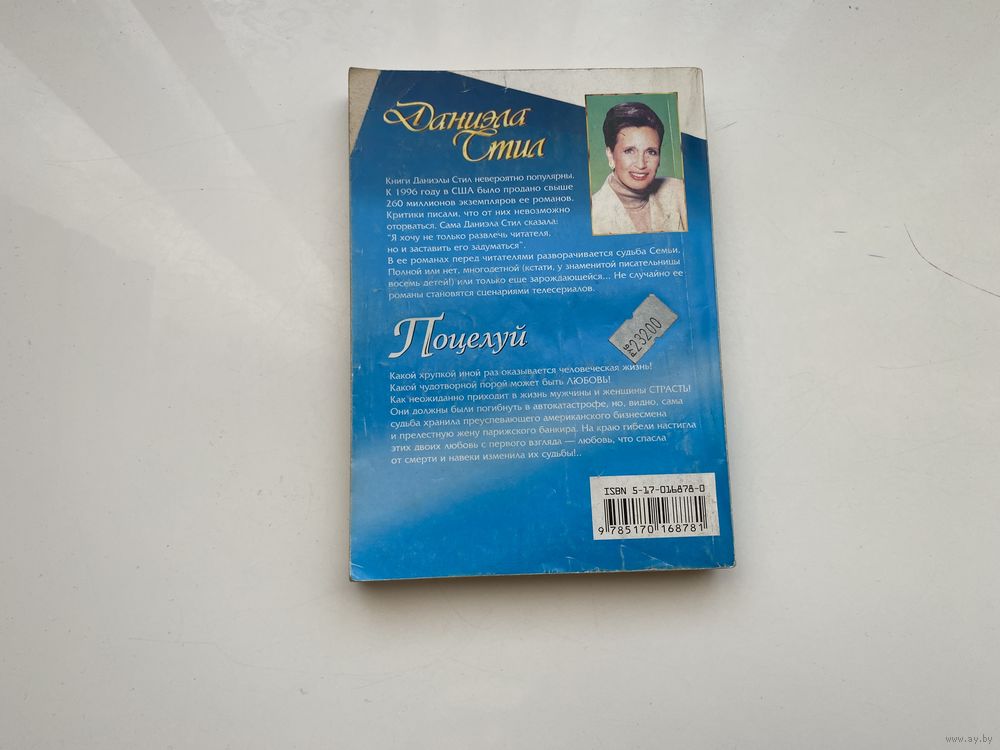 Даниэла
Стил
Книги Даниэлы Стил невероятно популярны.
К 1996 году в США было продано свыше
260 миллионов экземпляров ее романов.
Критики писали, что от них невозможно
оторваться. Сама Даниэла Стил сказала:
"Я хочу не только развлечь читателя,
но и заставить его задуматься".
В ее романах перед читателями разворачивается судьба Семьи.
Полной или нет, многодетной (кстати, у знаменитой писательницы
восемь детей!) или только еще зарождающейся... Не случайно ее
романы становятся сценариями телесериалов.
23200
Поцелуй
Какой хрупкой иной раз оказывается человеческая жизнь!
Какой чудотворной порой может быть ЛЮБОВЬ!
Как неожиданно приходит в жизнь мужчины и женщины СТРАСТЬ!
Они должны были погибнуть в автокатастрофе, но, видно, сама
судьба хранила преуспевающего американского бизнесмена
и прелестную жену парижского банкира. На краю гибели настигла
этих двоих любовь с первого взгляда — любовь, что спасла
от смерти и навеки изменила их судьбы!..
ISBN 5-17-016878-0
9 785170 168781
www.ay.by